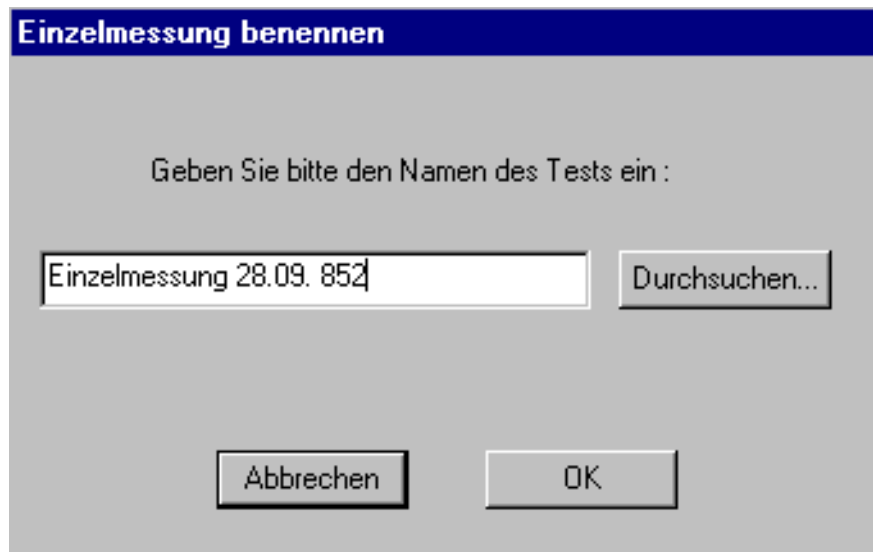 Einzelmessung benennen
Geben Sie bitte den Namen des Tests ein :
Einzelmessung 28.09. 852
Durchsuchen...
Abbrechen
OK